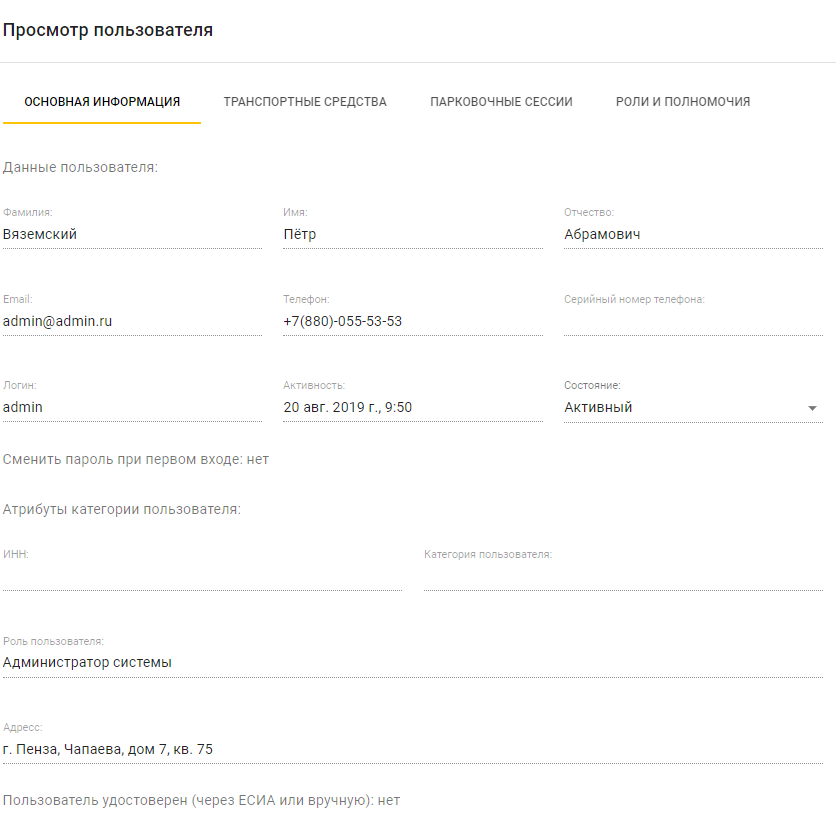 Просмотр пользователя
ОСНОВНАЯ ИНФОРМАЦИЯ ТРАНСПОРТНЫЕ СРЕДСТВА ПАРКОВОЧНЫЕ СЕССИИ РОЛИ И ПОЛНОМОЧИЯ
Данные пользователя:
Фамилия: Имя: Отчество:
Вяземский Пётр Абрамович
Email: Телефон: Серийный номер телефона:
admin@admin.ru +7(880)-055-53-53
Логин: Активность: Состояние:
admin 20 авг. 2019 г., 9:50 Активный
Сменить пароль при первом входе: нет
Атрибуты категории пользователя:
ИНН: Категория пользователя:
Роль пользователя:
Администратор системы
Адресс:
г. Пенза, Чапаева, дом 7, кв. 75
Пользователь удостоверен (через ЕСИА или вручную): нет